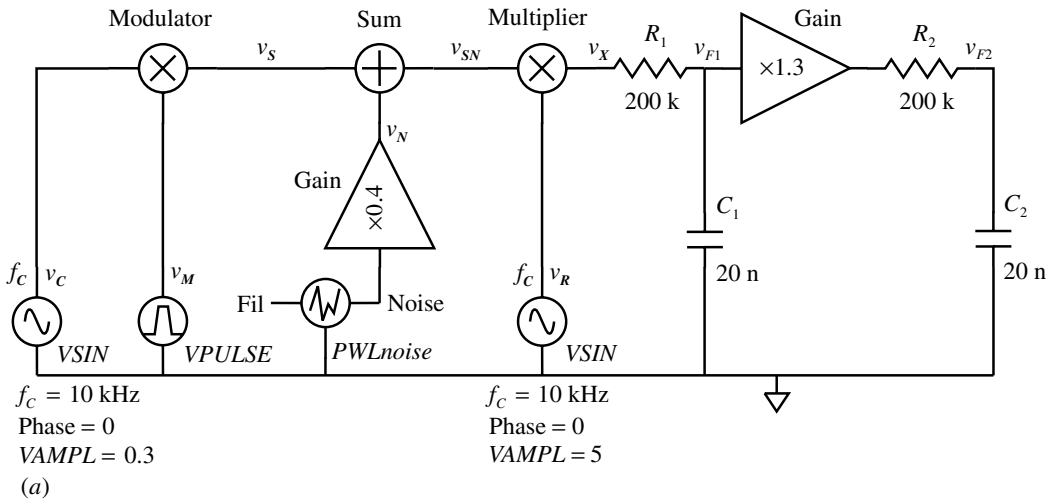 Modulator
Sum
Multiplier
Gain
v_S
v_SN
v_X
R_1
v_F1
×1.3
R_2
v_F2
200 k
200 k
v_N
Gain
×0.4
C_1
C_2
20 n
20 n
f_C v_C
v_M
Fil
Noise
f_C v_R
VSIN
VPULSE
PWLnoise
VSIN
f_C = 10 kHz
Phase = 0
VAMPL = 0.3
f_C = 10 kHz
Phase = 0
VAMPL = 5
(a)